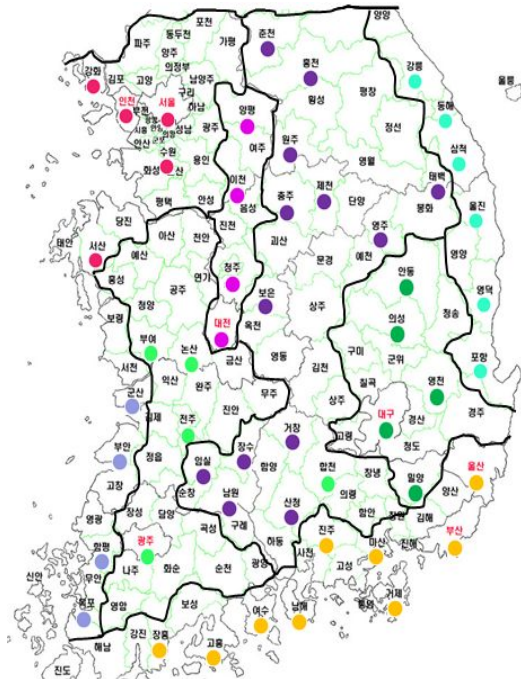 양양
포천
동두천
파주
가평
춘천
양주
의정부
강릉
울릉
강화
김포
고양
남양주
홍천
평창
구리
횡성
동해
인천
서울
하남
양평
정선
성남
광주
여주
삼척
안산
수원
원주
화성
용인
영월
이천
태백
평택
안성
음성
충주
제천
단양
봉화
울진
당진
진천
아산
천안
괴산
영주
태안
서산
예산
예천
영양
문경
안동
홍성
연기
청주
공주
보은
청송
영덕
청양
상주
의성
보령
대전
옥천
부여
논산
구미
군위
금산
영동
포항
서천
김천
익산
완주
무주
칠곡
영천
군산
대구
경산
경주
김제
진안
상주
전주
거창
고령
청도
부안
장수
울산
정읍
임실
함양
합천
창녕
밀양
고창
순창
남원
의령
양산
장성
담양
산청
함안
창원
김해
영광
곡성
구례
부산
진주
마산
광주
하동
진해
함평
사천
나주
화순
순천
광양
고성
신안
무안
거제
통영
목포
영암
보성
여수
남해
강진
장흥
고흥
해남
진도